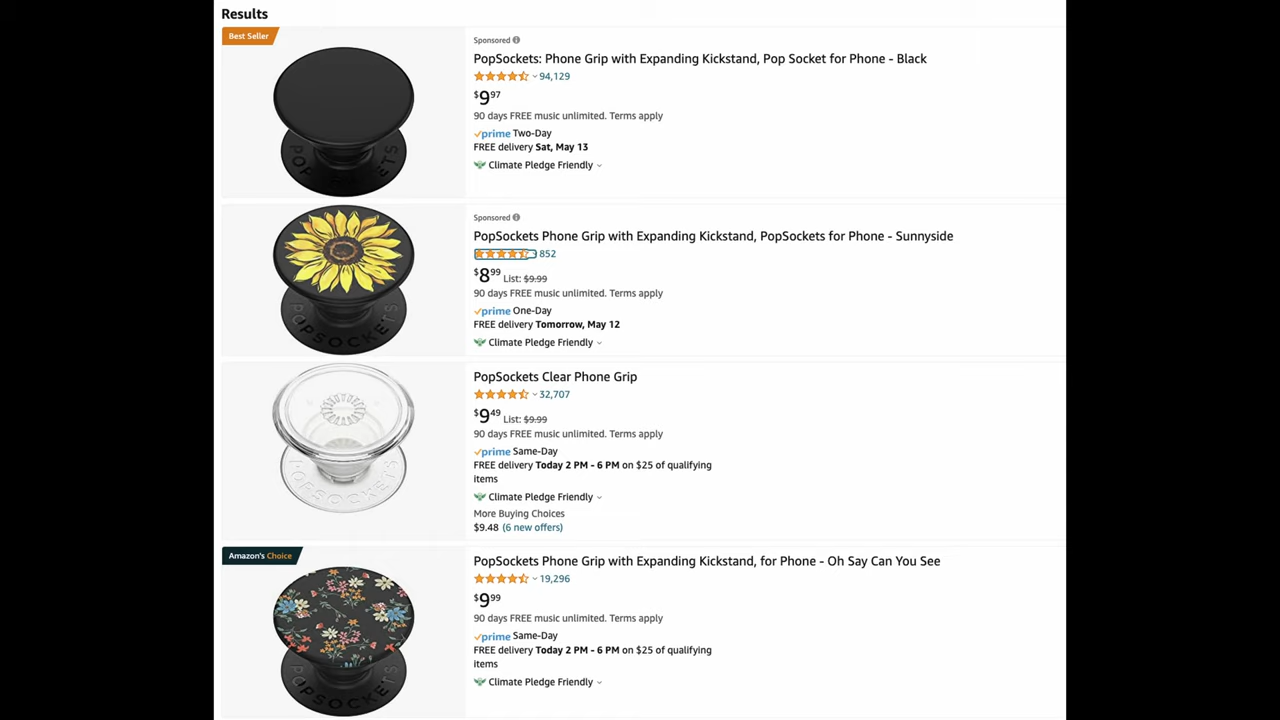 Results
Best Seller
Sponsored
PopSockets: Phone Grip with Expanding Kickstand, Pop Socket for Phone - Black
94,129
$9.97
90 days FREE music unlimited. Terms apply
prime Two-Day
FREE delivery Sat, May 13
Climate Pledge Friendly
POPSOCKETS
Sponsored
PopSockets Phone Grip with Expanding Kickstand, PopSockets for Phone - Sunnyside
852
$8.99 List: $9.99
90 days FREE music unlimited. Terms apply
prime One-Day
FREE delivery Tomorrow, May 12
Climate Pledge Friendly
POPSOCKETS
PopSockets Clear Phone Grip
32,707
$9.49 List: $9.99
90 days FREE music unlimited. Terms apply
prime Same-Day
FREE delivery Today 2 PM - 6 PM on $25 of qualifying
items
Climate Pledge Friendly
More Buying Choices
$9.48 (6 new offers)
POPSOCKETS
Amazon's Choice
PopSockets Phone Grip with Expanding Kickstand, for Phone - Oh Say Can You See
19,296
$9.99
90 days FREE music unlimited. Terms apply
prime Same-Day
FREE delivery Today 2 PM - 6 PM on $25 of qualifying
items
Climate Pledge Friendly
POPSOCKETS